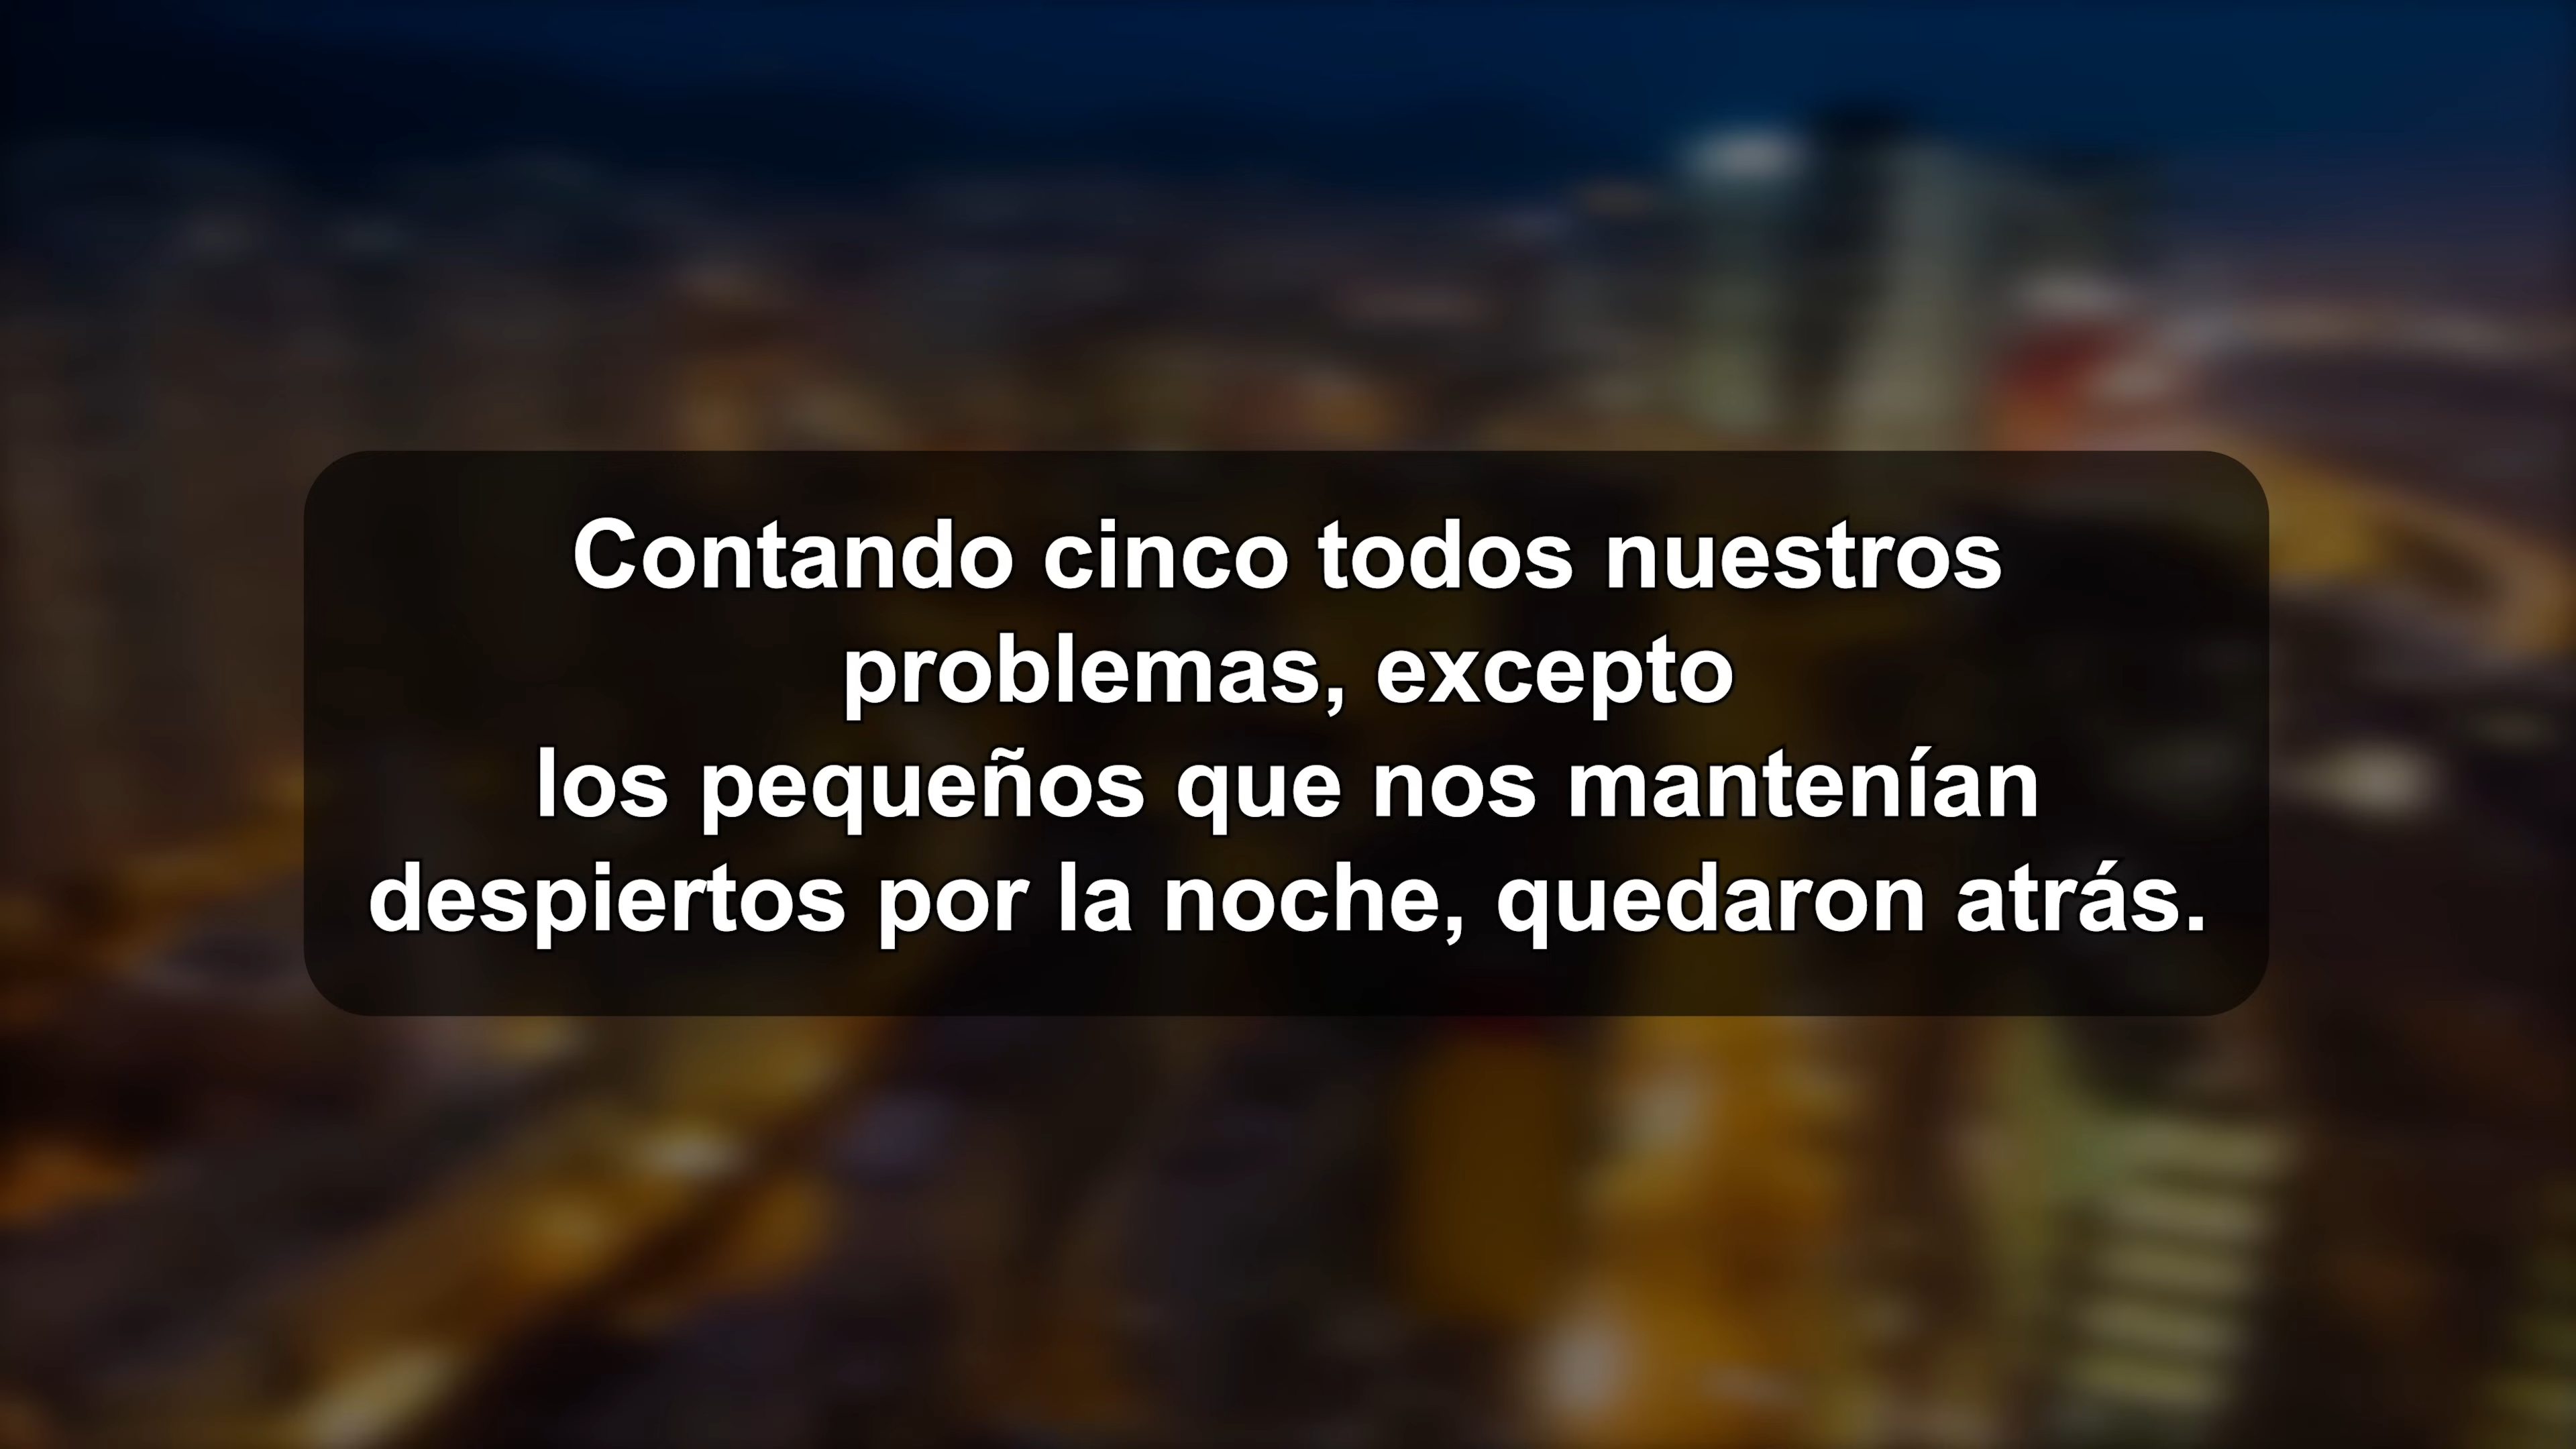 Contando cinco todos nuestros
problemas, excepto
los pequeños que nos mantenían
despiertos por la noche, quedaron atrás.